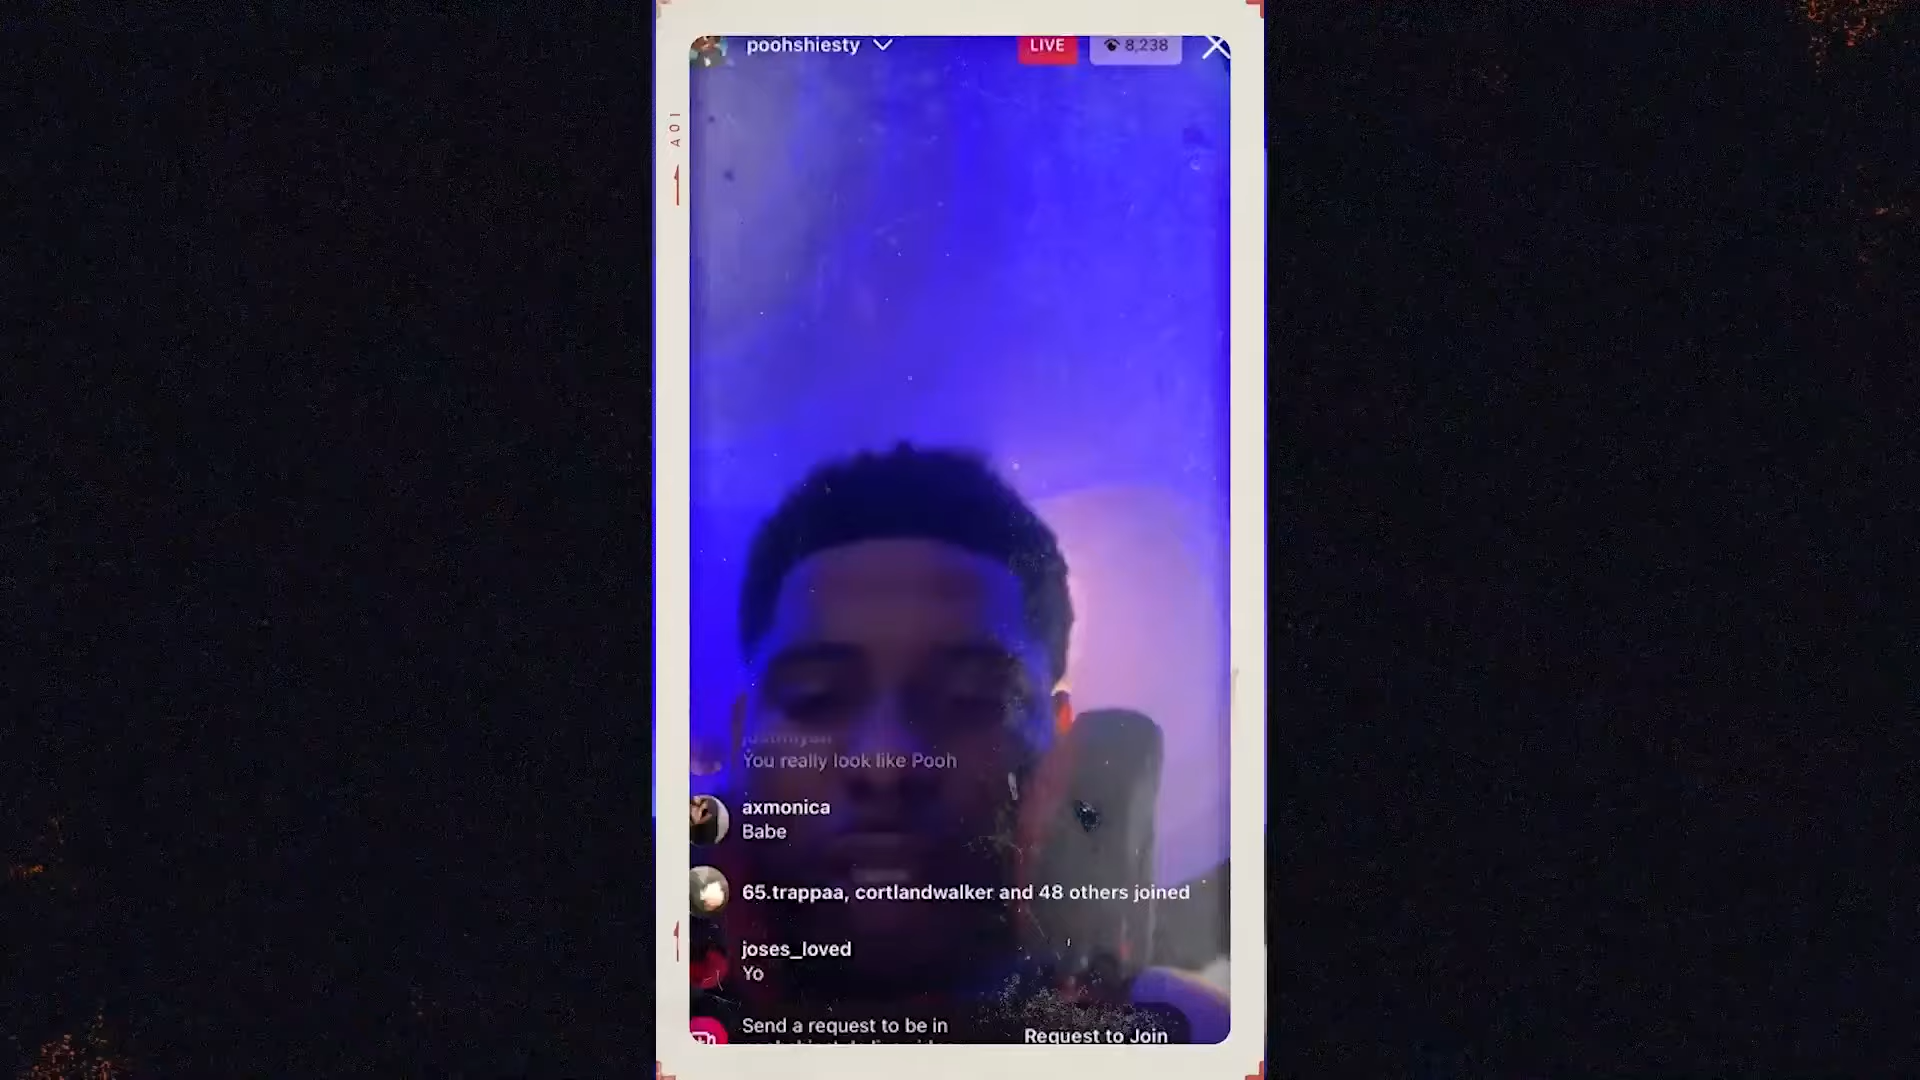 poohshiesty
LIVE
8,238
A01
You really look like Pooh
axmonica
Babe
65.trappaa, cortlandwalker and 48 others joined
joses_loved
Yo
Send a request to be in
Request to Join